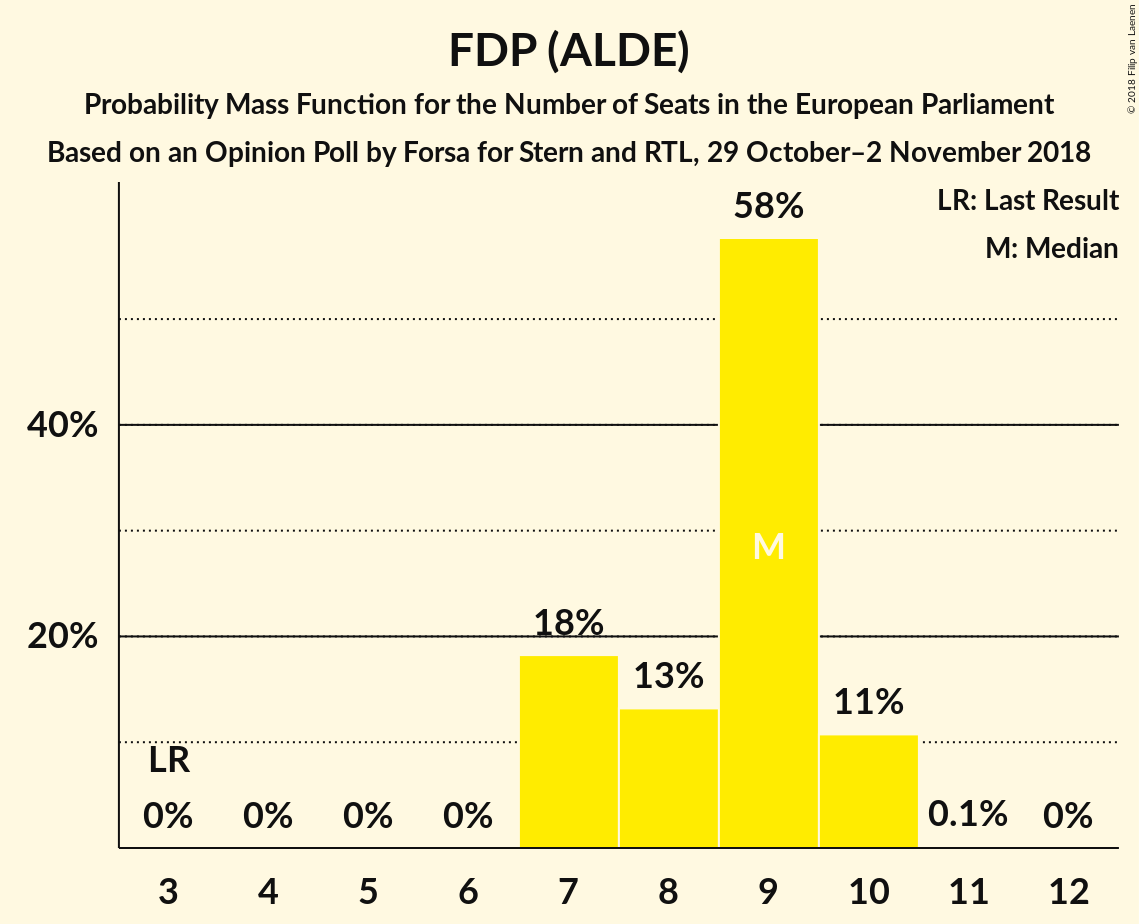 FDP (ALDE)
Probability Mass Function for the Number of Seats in the European Parliament
Based on an Opinion Poll by Forsa for Stern and RTL, 29 October–2 November 2018
© 2018 Filip van Laenen
LR: Last Result
M: Median
58%
40%
M
20%
18%
13%
11%
LR
0% 0% 0% 0% 0.1% 0%
3 4 5 6 7 8 9 10 11 12